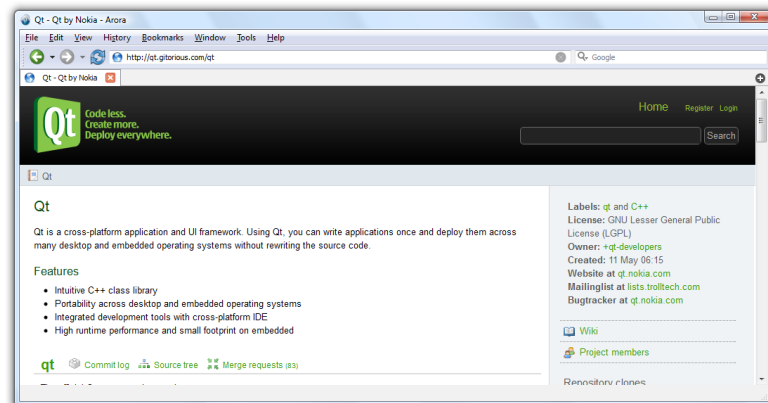 Qt - Qt by Nokia - Arora
File Edit View History Bookmarks Window Tools Help
http://qt.gitorious.com/qt
Google
Qt - Qt by Nokia
Qt
Code less.
Create more.
Deploy everywhere.
Home Register Login
Search
Qt
Qt
Qt is a cross-platform application and UI framework. Using Qt, you can write applications once and deploy them across
many desktop and embedded operating systems without rewriting the source code.
Features
Intuitive C++ class library
Portability across desktop and embedded operating systems
Integrated development tools with cross-platform IDE
High runtime performance and small footprint on embedded
qt Commit log Source tree Merge requests (83)
Labels: qt and C++
License: GNU Lesser General Public
License (LGPL)
Owner: +qt-developers
Created: 11 May 06:15
Website at qt.nokia.com
Mailinglist at lists.trolltech.com
Bugtracker at qt.nokia.com
Wiki
Project members
Repository clones